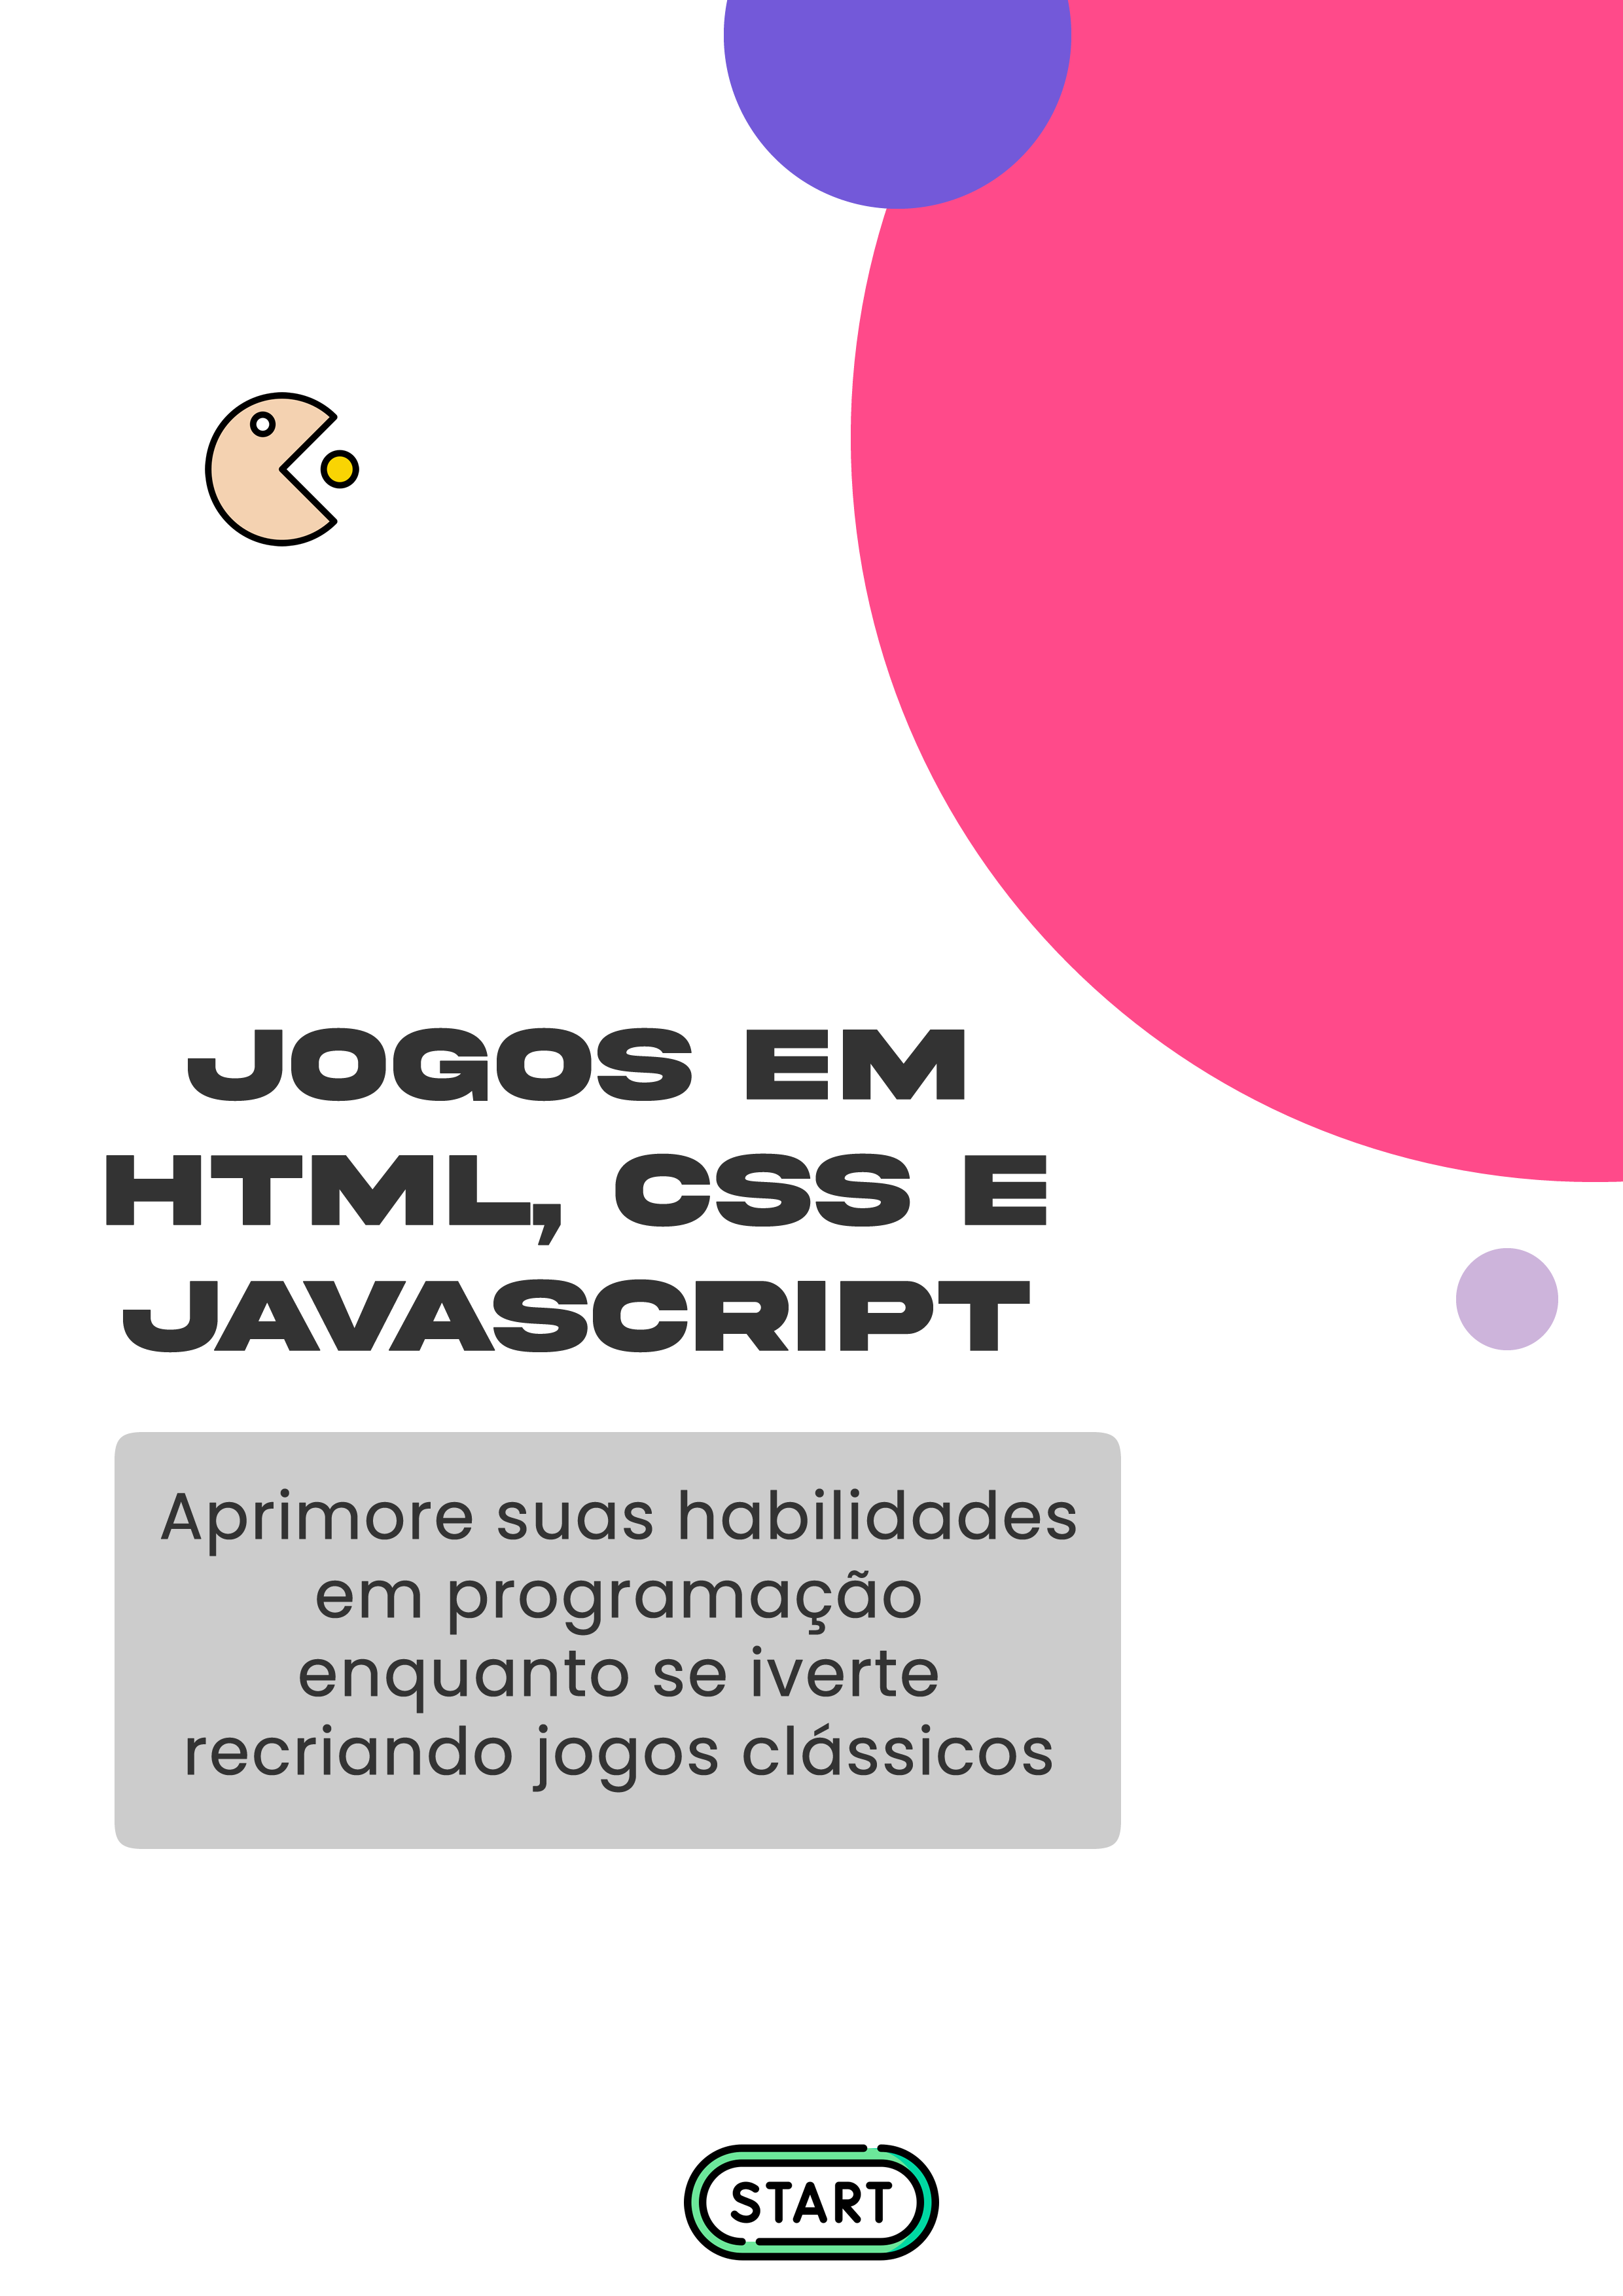 JOGOS EM
HTML, CSS E
JAVASCRIPT
Aprimore suas habilidades
em programação
enquanto se iverte
recriando jogos clássicos
START